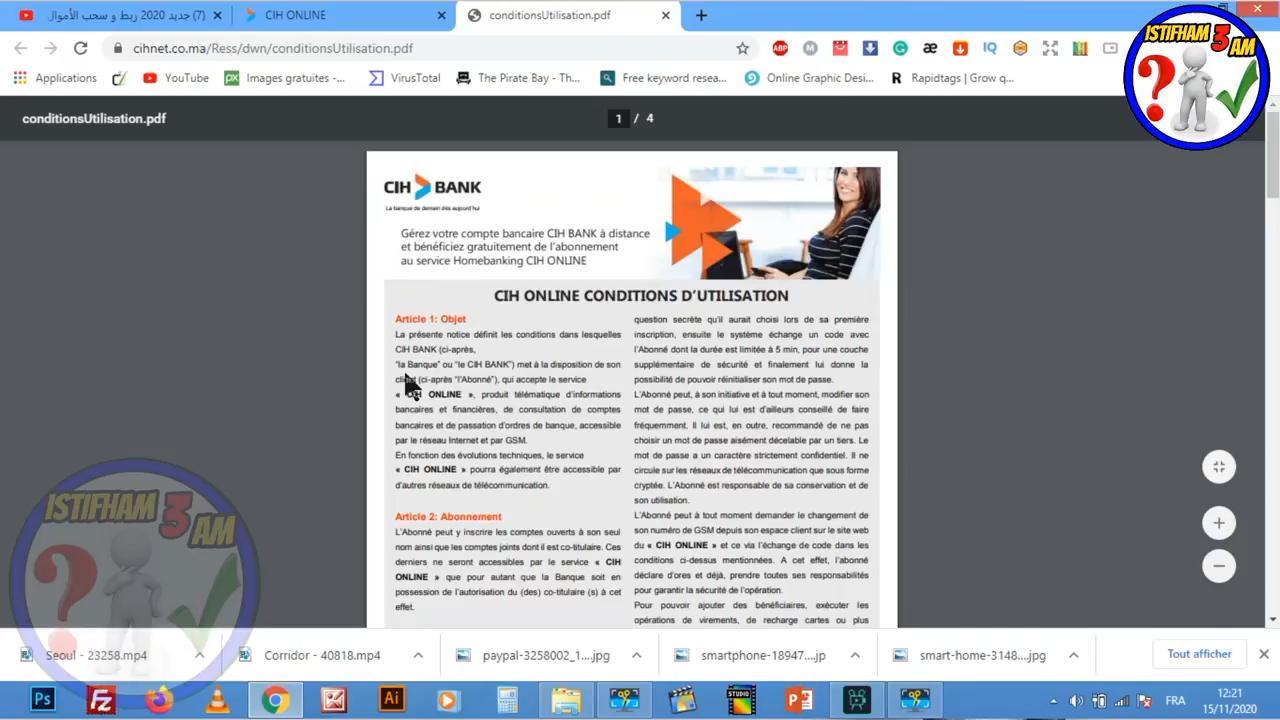 (7) جديد 2020 ربط و سحب الأموال
CIH ONLINE
conditionsUtilisation.pdf
cihnet.co.ma/Ress/dwn/conditionsUtilisation.pdf
ABP
M
æ
IQ
Applications
YouTube
px Images gratuites -...
VirusTotal
The Pirate Bay - Th...
Free keyword resea...
Online Graphic Desi...
R Rapidtags | Grow q...
ISTIFHAM 3 AM
conditionsUtilisation.pdf
1 / 4
CIH BANK
La banque de demain dès aujourd'hui
Gérez votre compte bancaire CIH BANK à distance
et bénéficiez gratuitement de l'abonnement
au service Homebanking CIH ONLINE
CIH ONLINE CONDITIONS D'UTILISATION
Article 1: Objet
La présente notice définit les conditions dans lesquelles
CIH BANK (ci-après,
"la Banque" ou "le CIH BANK") met à la disposition de son
client (ci-après "l'Abonné"), qui accepte le service
« CIH ONLINE », produit télématique d'informations
bancaires et financières, de consultation de comptes
bancaires et de passation d'ordres de banque, accessible
par le réseau Internet et par GSM.
En fonction des évolutions techniques, le service
« CIH ONLINE » pourra également être accessible par
d'autres réseaux de télécommunication.
Article 2: Abonnement
L'Abonné peut y inscrire les comptes ouverts à son seul
nom ainsi que les comptes joints dont il est co-titulaire. Ces
derniers ne seront accessibles par le service « CIH
ONLINE » que pour autant que la Banque soit en
possession de l'autorisation du (des) co-titulaire (s) à cet
effet.
question secrète qu'il aurait choisi lors de sa première
inscription, ensuite le système échange un code avec
l'Abonné dont la durée est limitée à 5 min, pour une couche
supplémentaire de sécurité et finalement lui donne la
possibilité de pouvoir réinitialiser son mot de passe.
L'Abonné peut, à son initiative et à tout moment, modifier son
mot de passe, ce qui lui est d'ailleurs conseillé de faire
fréquemment. Il lui est, en outre, recommandé de ne pas
choisir un mot de passe aisément décelable par un tiers. Le
mot de passe a un caractère strictement confidentiel. Il ne
circule sur les réseaux de télécommunication que sous forme
cryptée. L'Abonné est responsable de sa conservation et de
son utilisation.
L'Abonné peut à tout moment demander le changement de
son numéro de GSM depuis son espace client sur le site web
du « CIH ONLINE » et ce via l'échange de code dans les
conditions ci-dessus mentionnées. A cet effet, l'abonné
déclare d'ores et déjà, prendre toutes ses responsabilités
pour garantir la sécurité de l'opération.
Pour pouvoir ajouter des bénéficiaires, exécuter les
opérations de virements, de recharge cartes ou plus
ISTIFHAM 3 AM
Seoul - 23258.mp4
Corridor - 40818.mp4
paypal-3258002_1....jpg
smartphone-18947....jp
smart-home-3148....jpg
Tout afficher
Ps
Fz
Ai
STUDIO
P
FRA
12:21
15/11/2020